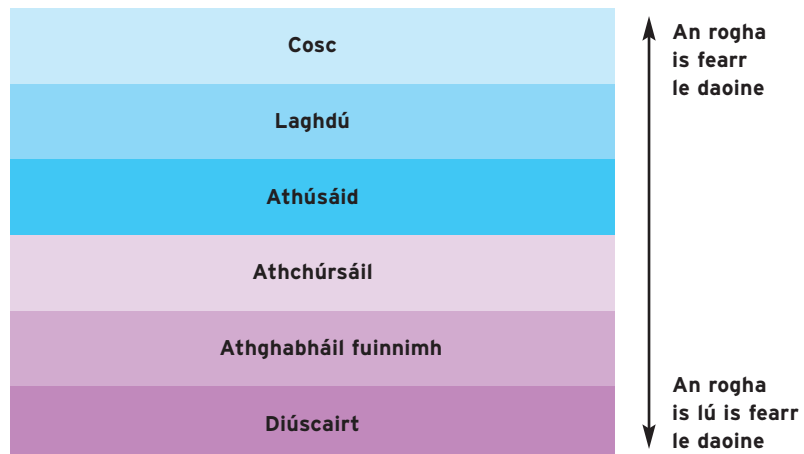 Cosc
Laghdú
Athúsáid
Athchúrsáil
Athghabháil fuinnimh
Diúscairt
An rogha
is fearr
le daoine
An rogha
is lú is fearr
le daoine